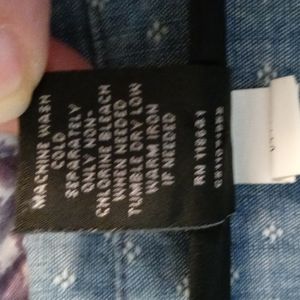 MACHINE WASH
COLD
SEPARATELY
ONLY NON-
CHLORINE BLEACH
WHEN NEEDED
TUMBLE DRY LOW
WARM IRON
IF NEEDED